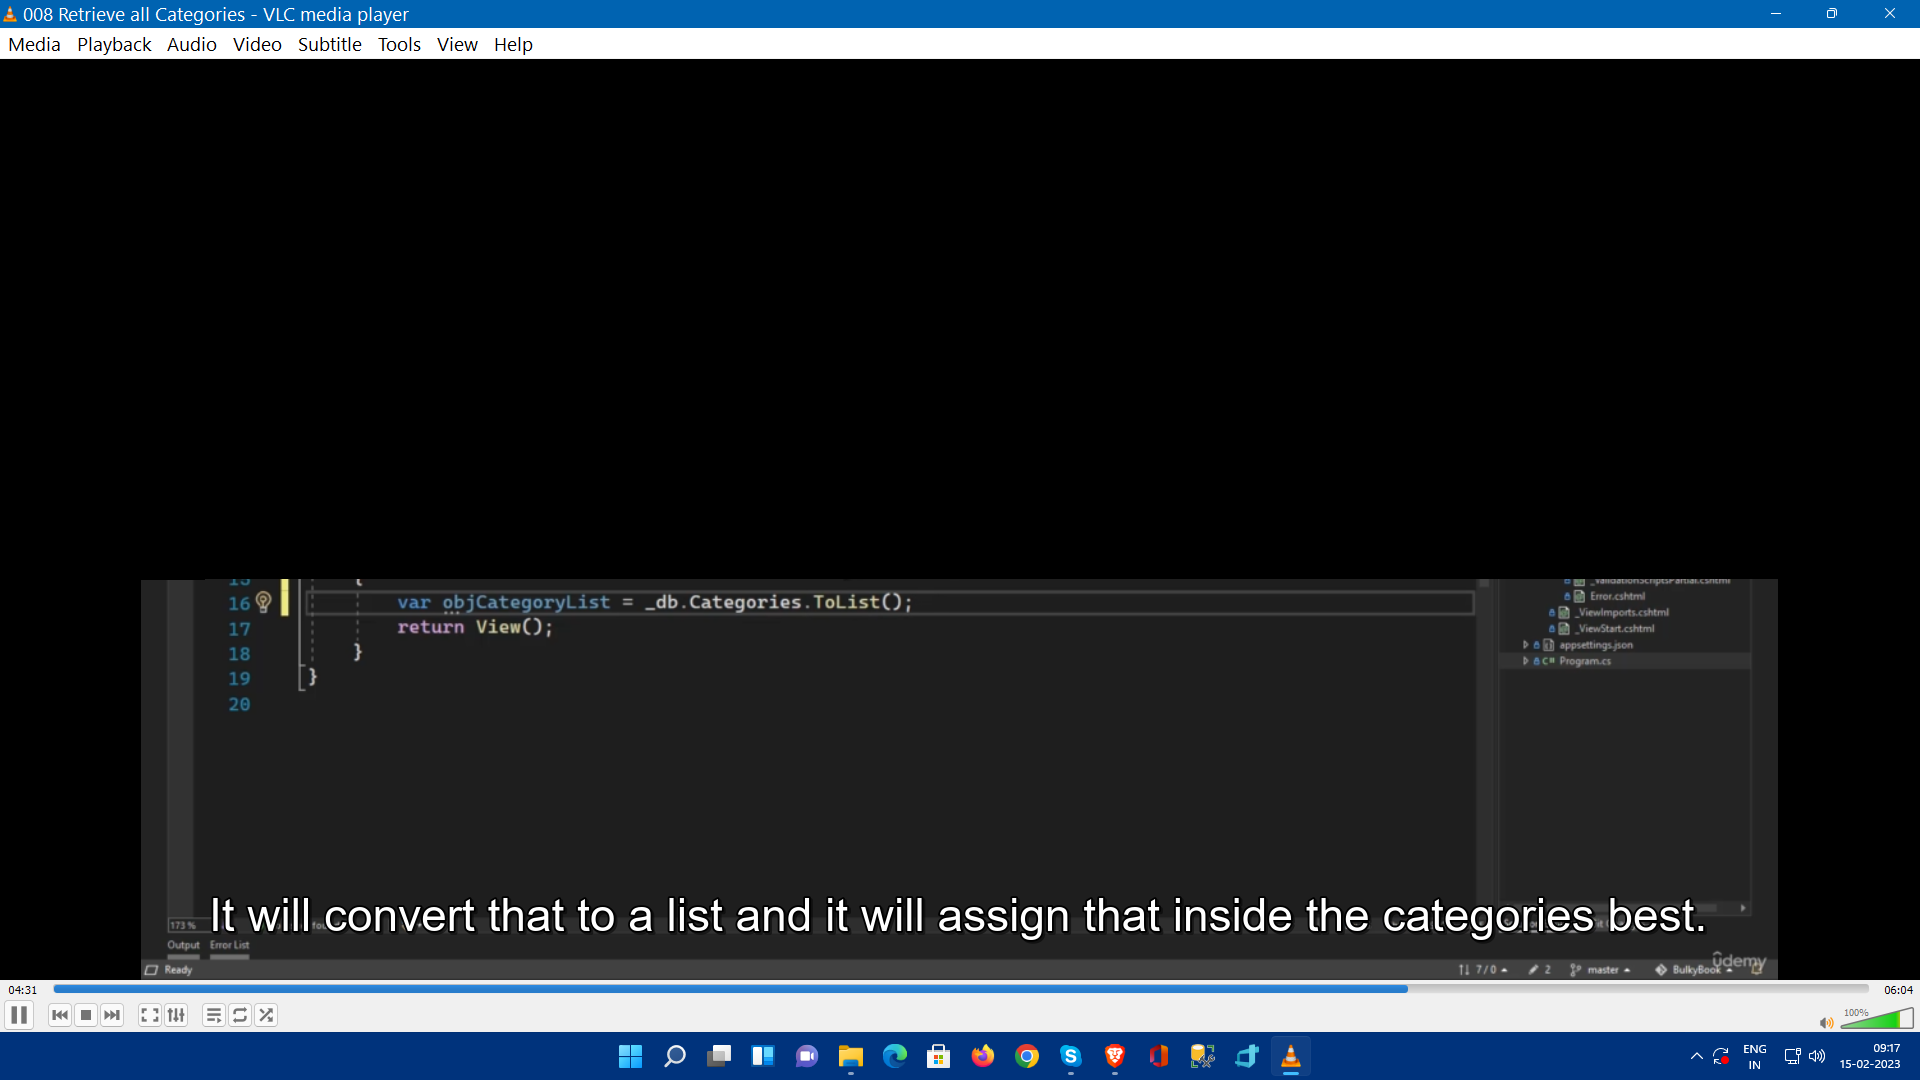 008 Retrieve all Categories - VLC media player
Media Playback Audio Video Subtitle Tools View Help
15 {
16 var objCategoryList = _db.Categories.ToList();
17 return View();
18 }
19 }
20
_ValidationScriptsPartial.cshtml
Error.cshtml
_ViewImports.cshtml
_ViewStart.cshtml
appsettings.json
C# Program.cs
173 %
It will convert that to a list and it will assign that inside the categories best.
Output Error List
Ready
7 / 0 2 master BulkyBook
ûdemy
04:31 06:04
100%
ENG
IN
09:17
15-02-2023